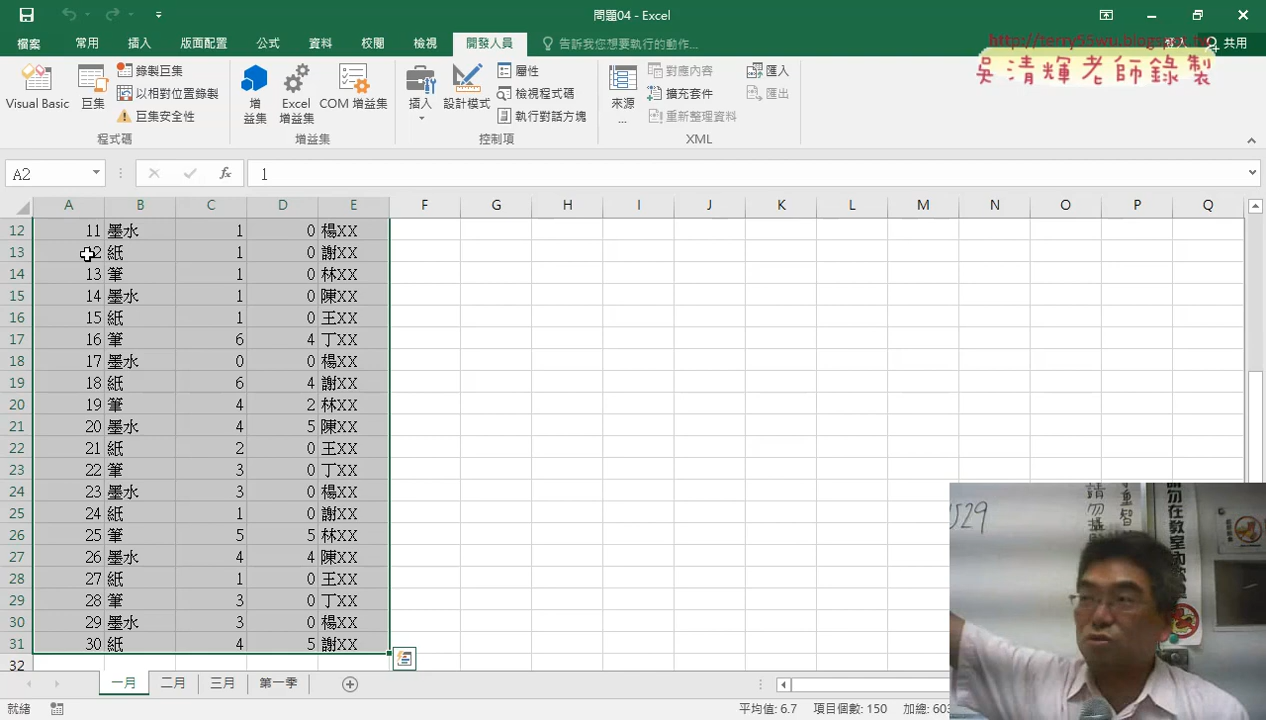 問題04 - Excel
檔案 常用 插入 版面配置 公式 資料 校閱 檢視 開發人員 告訴我您想要執行的動作... 登入 共用
http://terry55wu.blogspot.tw
吳清輝老師錄製
Visual Basic 巨集 錄製巨集 以相對位置錄製 巨集安全性
程式碼
增益集 Excel 增益集 COM 增益集
增益集
插入 設計模式 屬性 檢視程式碼 執行對話方塊
控制項
來源... 對應內容 擴充套件 重新整理資料 匯入 匯出
XML
A2 fx 1
A B C D E F G H I J K L M N O P Q
12 11 墨水 1 0 楊XX
13 12 紙 1 0 謝XX
14 13 筆 1 0 林XX
15 14 墨水 1 0 陳XX
16 15 紙 1 0 王XX
17 16 筆 6 4 丁XX
18 17 墨水 0 0 楊XX
19 18 紙 6 4 謝XX
20 19 筆 4 2 林XX
21 20 墨水 4 5 陳XX
22 21 紙 2 0 王XX
23 22 筆 3 0 丁XX
24 23 墨水 3 0 楊XX
25 24 紙 1 0 謝XX
26 25 筆 5 5 林XX
27 26 墨水 4 4 陳XX
28 27 紙 1 0 王XX
29 28 筆 3 0 丁XX
30 29 墨水 3 0 楊XX
31 30 紙 4 5 謝XX
32
一月 二月 三月 第一季
就緒 平均值: 6.7 項目個數: 150 加總: 603
529
請勿在教室內